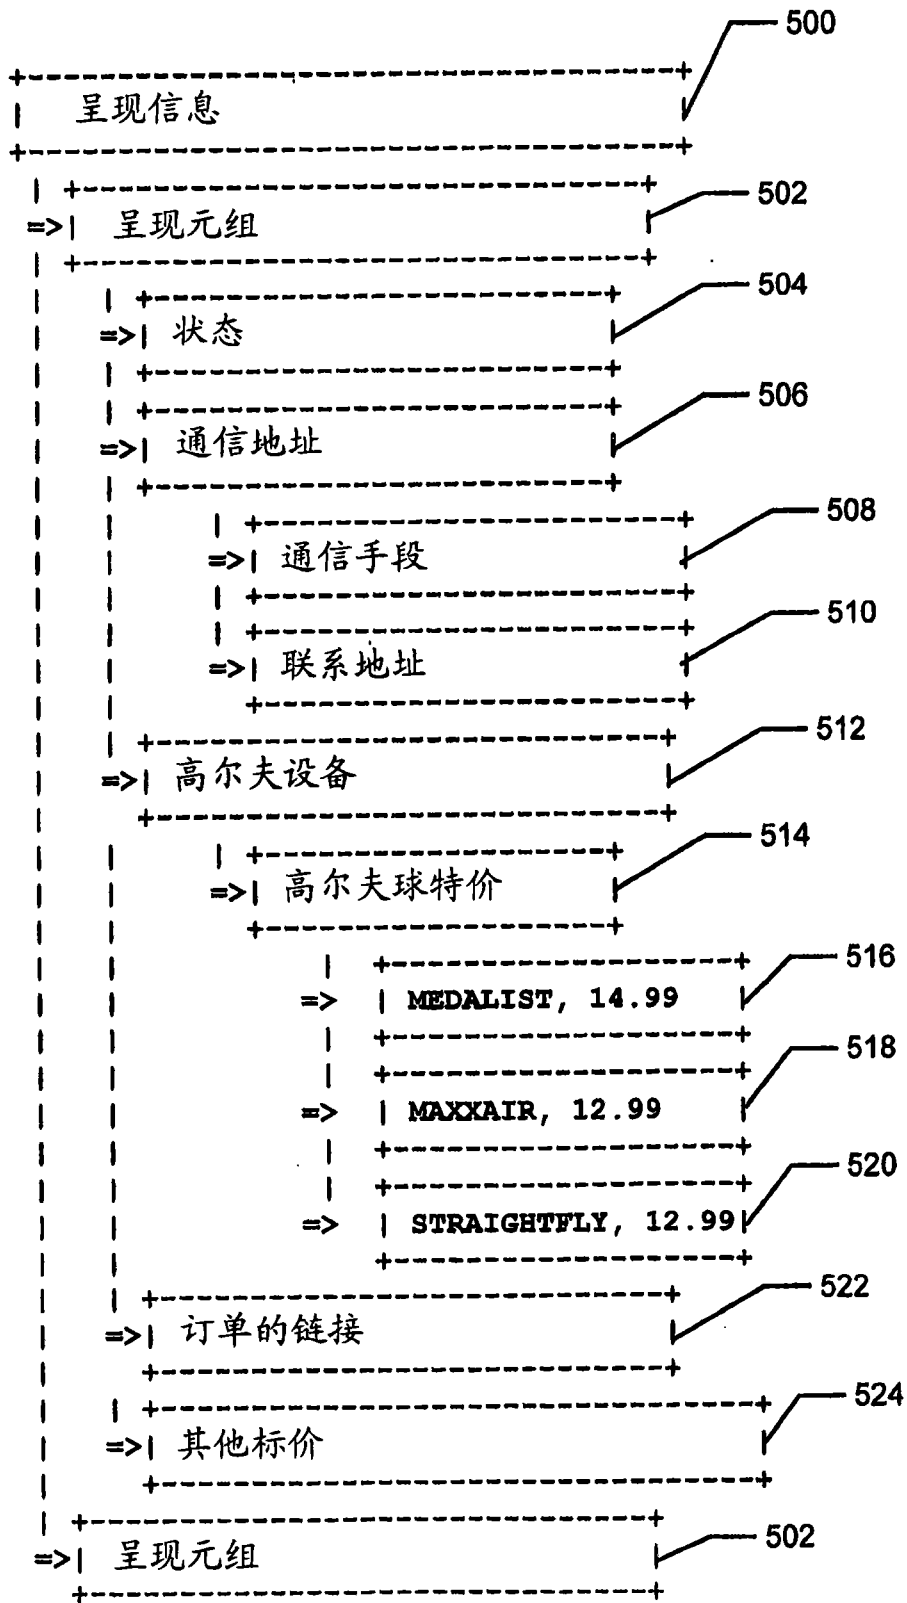 500
呈现信息
502
=>| 呈现元组
504
=>| 状态
506
=>| 通信地址
508
=>| 通信手段
510
=>| 联系地址
512
=>| 高尔夫设备
514
=>| 高尔夫球特价
516
=> | MEDALIST, 14.99
518
=> | MAXXAIR, 12.99
520
=> | STRAIGHTFLY, 12.99
522
=>| 订单的链接
524
=>| 其他标价
502
=>| 呈现元组